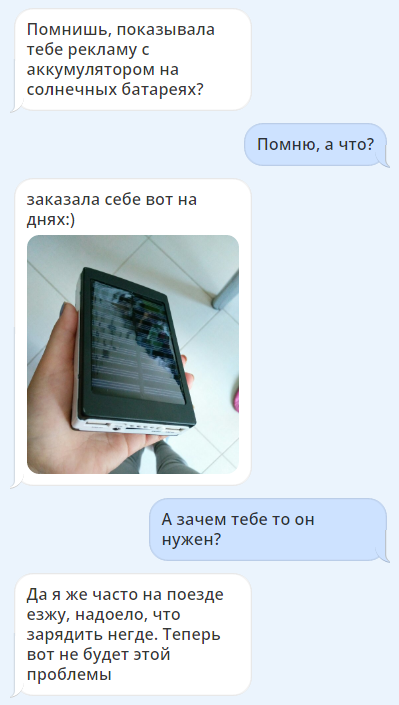 Помнишь, показывала
тебе рекламу с
аккумулятором на
солнечных батареях?
Помню, а что?
заказала себе вот на
днях:)
А зачем тебе то он
нужен?
Да я же часто на поезде
езжу, надоело, что
зарядить негде. Теперь
вот не будет этой
проблемы